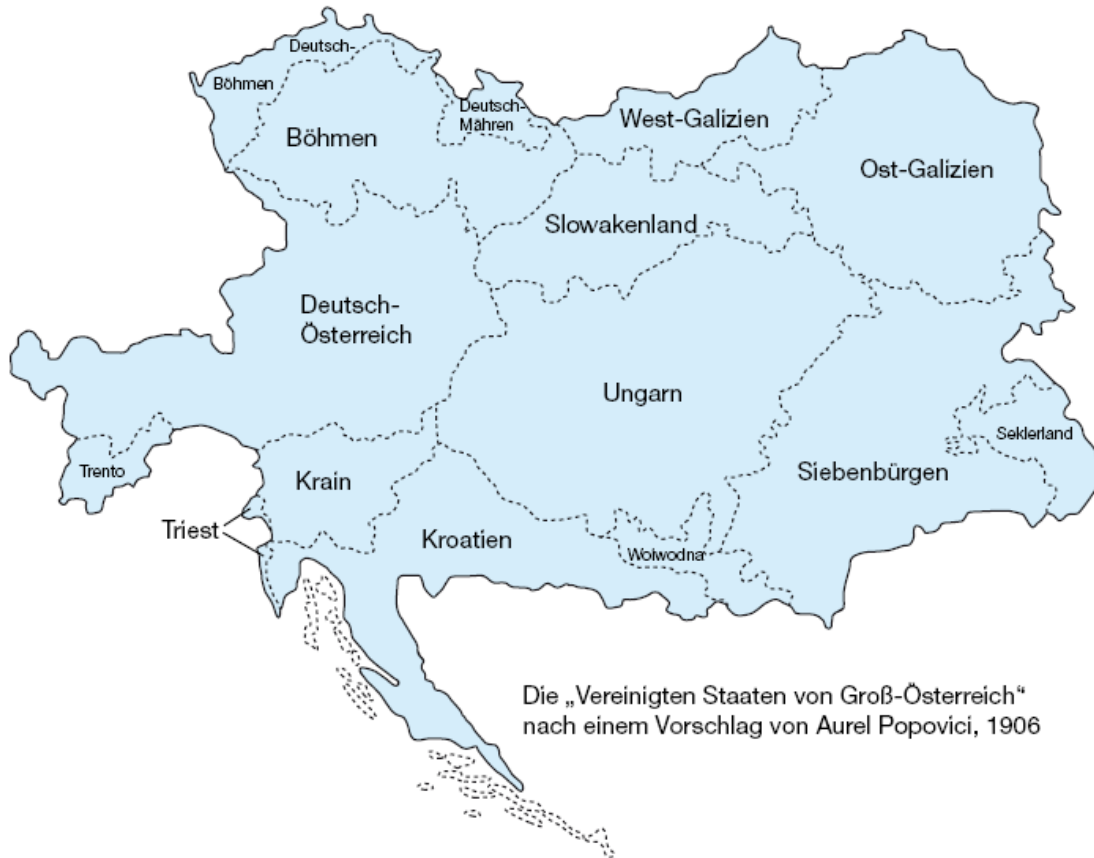 Deutsch-
Böhmen
Böhmen
Deutsch-
Mähren
West-Galizien
Ost-Galizien
Slowakenland
Deutsch-
Österreich
Ungarn
Seklerland
Trento
Krain
Siebenbürgen
Triest
Kroatien
Woiwodna
Die „Vereinigten Staaten von Groß-Österreich“
nach einem Vorschlag von Aurel Popovici, 1906